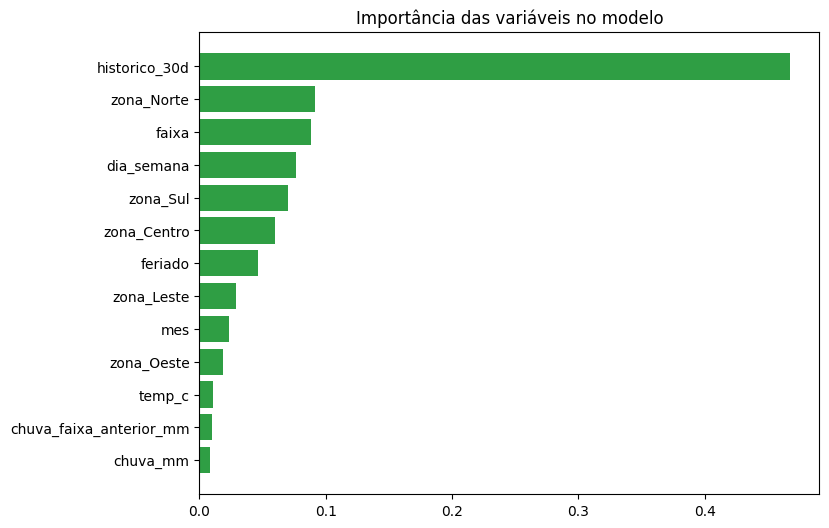 Importância das variáveis no modelo
historico_30d
zona_Norte
faixa
dia_semana
zona_Sul
zona_Centro
feriado
zona_Leste
mes
zona_Oeste
temp_c
chuva_faixa_anterior_mm
chuva_mm
0.0 0.1 0.2 0.3 0.4